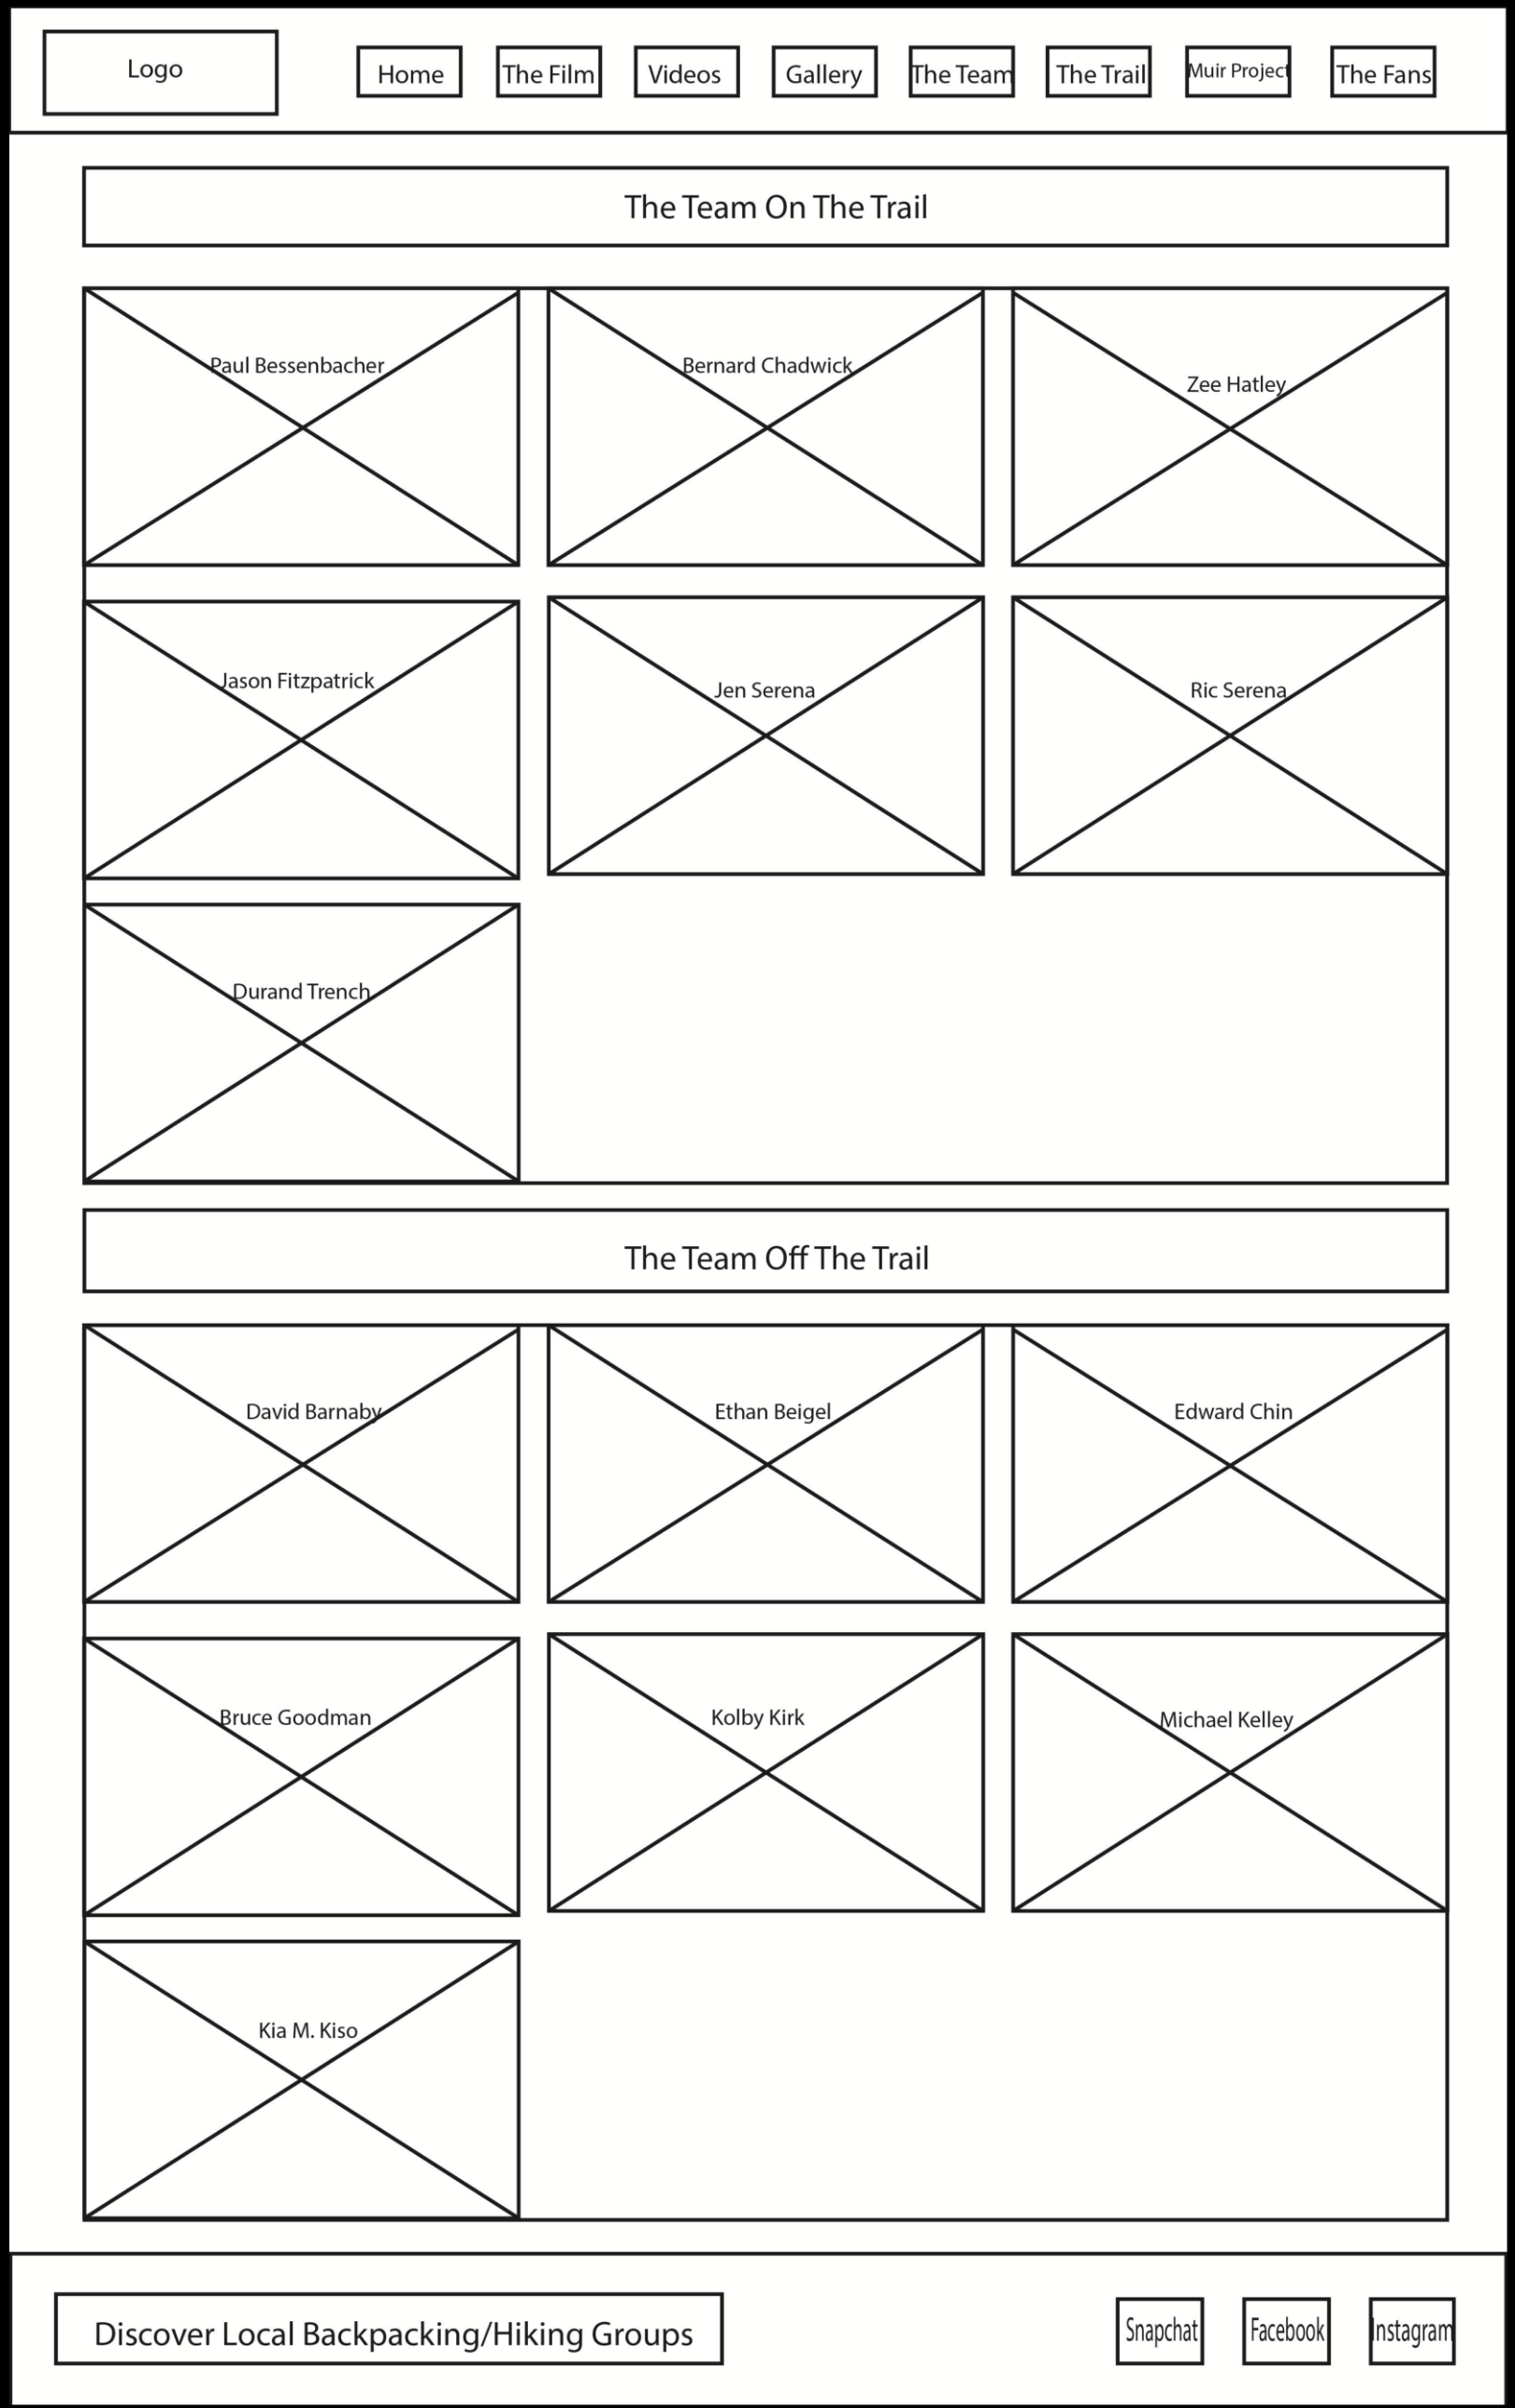 Logo
Home
The Film
Videos
Gallery
The Team
The Trail
Muir Project
The Fans
The Team On The Trail
Paul Bessenbacher
Bernard Chadwick
Zee Hatley
Jason Fitzpatrick
Jen Serena
Ric Serena
Durand Trench
The Team Off The Trail
David Barnaby
Ethan Beigel
Edward Chin
Bruce Goodman
Kolby Kirk
Michael Kelley
Kia M. Kiso
Discover Local Backpacking/Hiking Groups
Snapchat
Facebook
Instagram